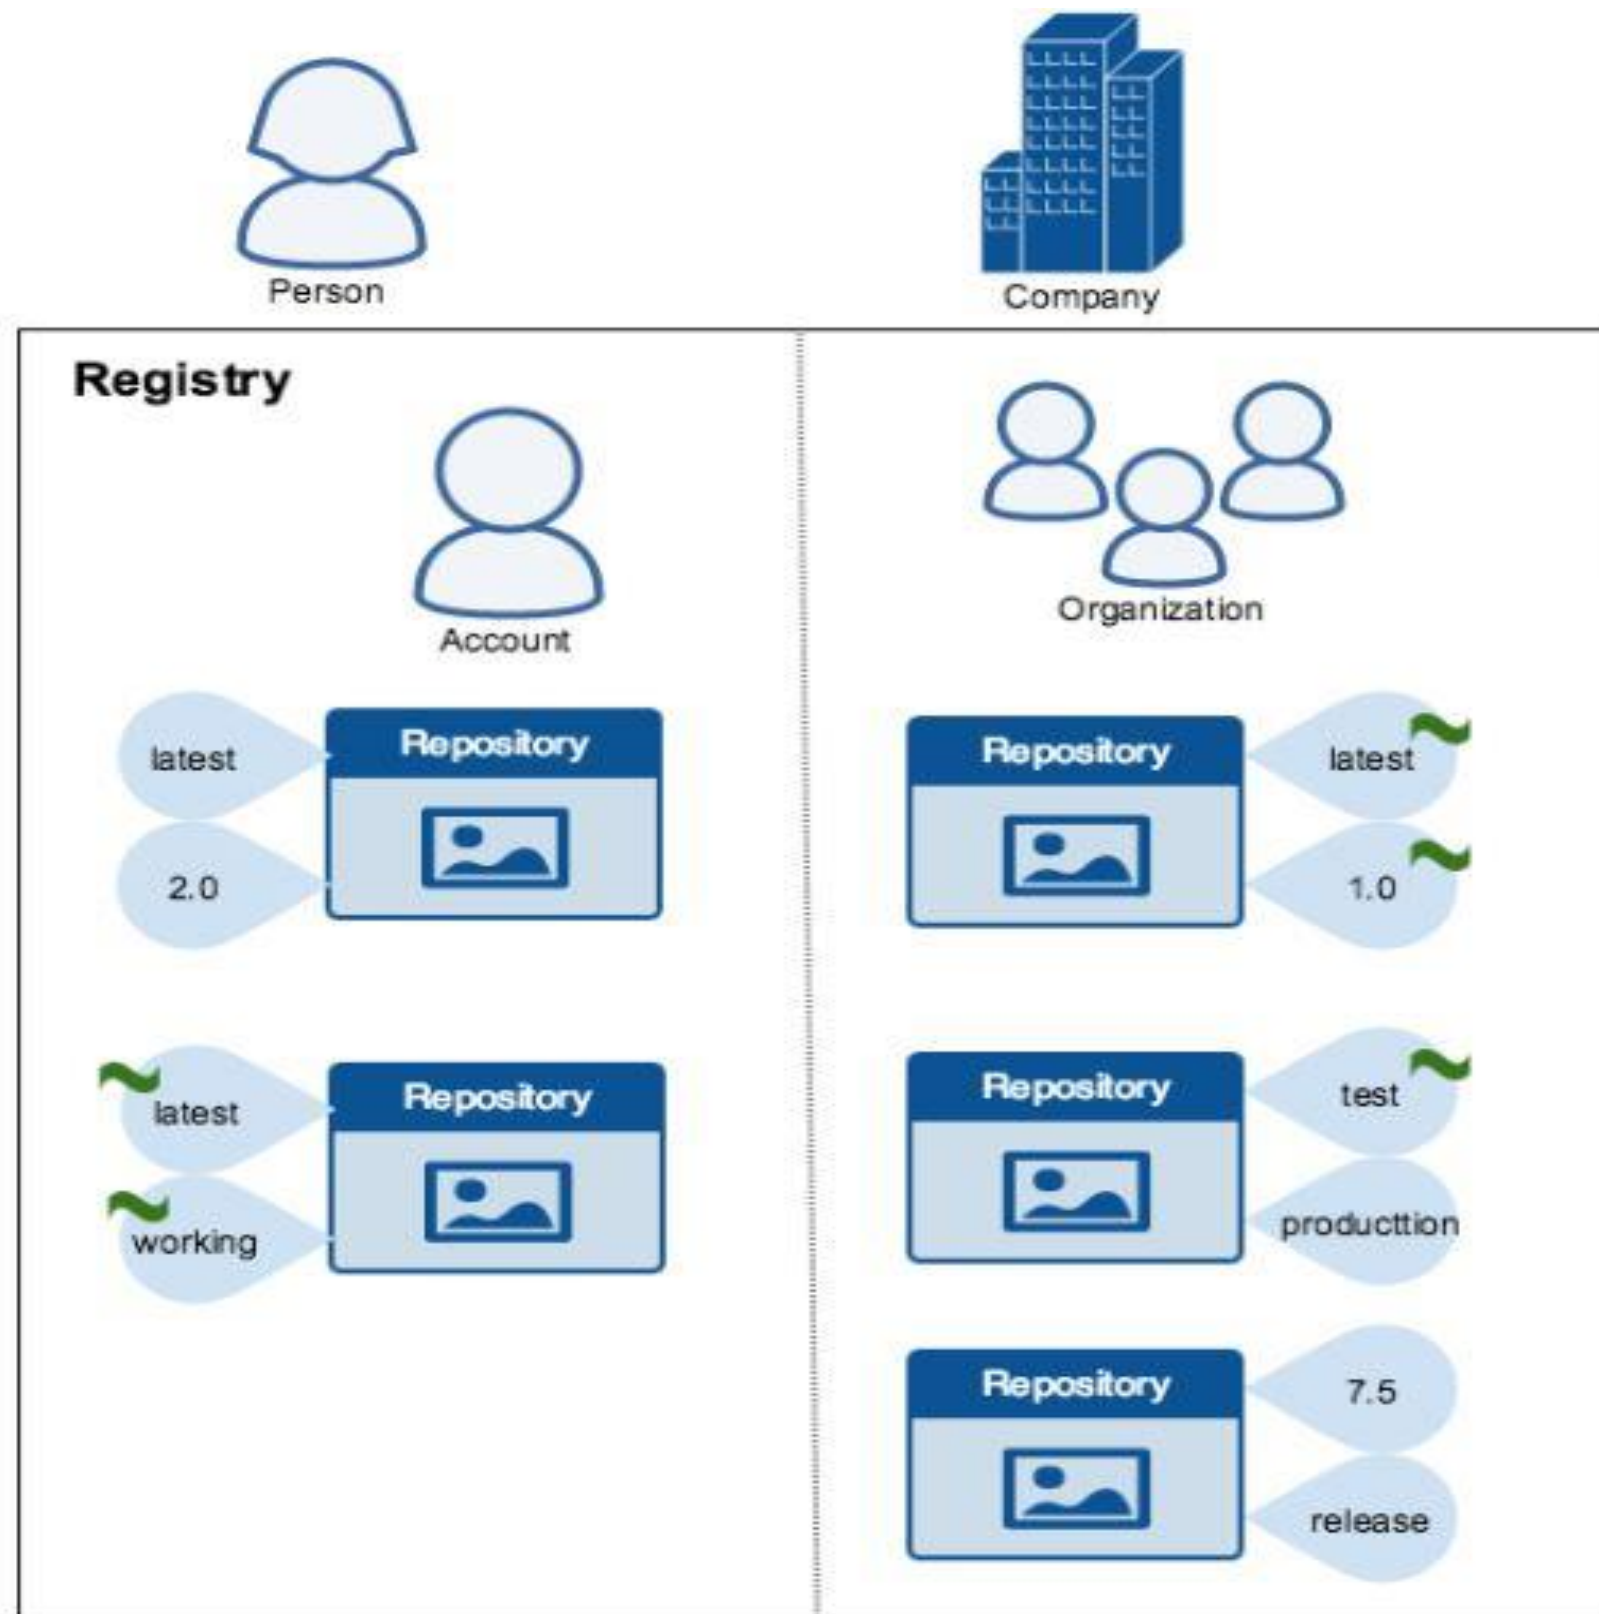 Person
Company
Registry
Account
Organization
latest
Repository
2.0
Repository
latest
1.0
latest
Repository
working
Repository
test
producttion
Repository
7.5
release